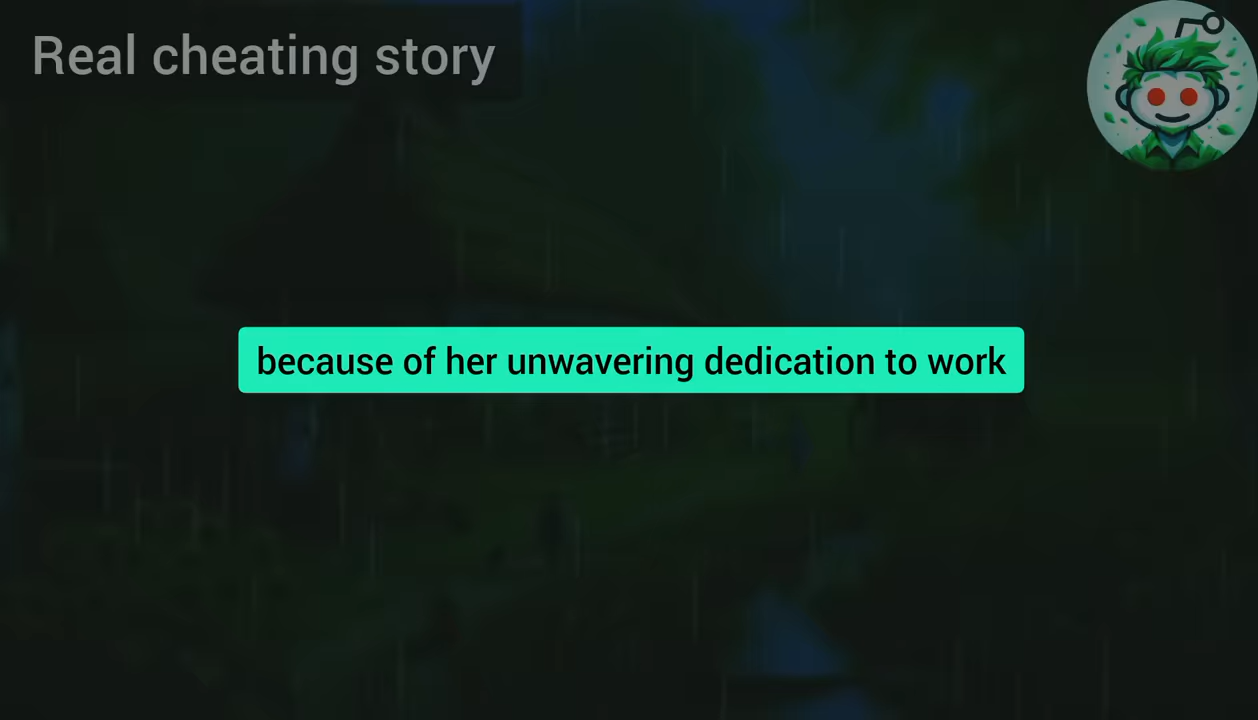 Real cheating story
because of her unwavering dedication to work